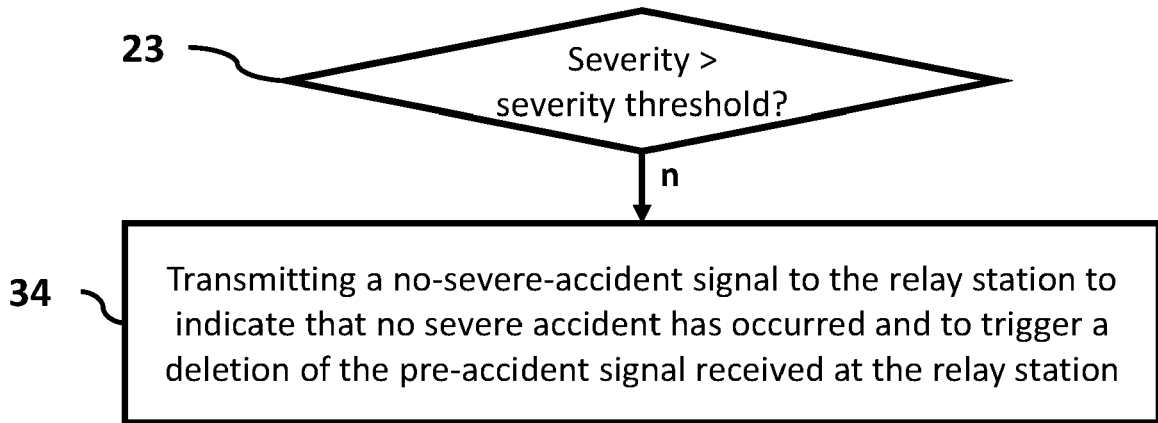 23
Severity >
severity threshold?
n
34
Transmitting a no-severe-accident signal to the relay station to
indicate that no severe accident has occurred and to trigger a
deletion of the pre-accident signal received at the relay station